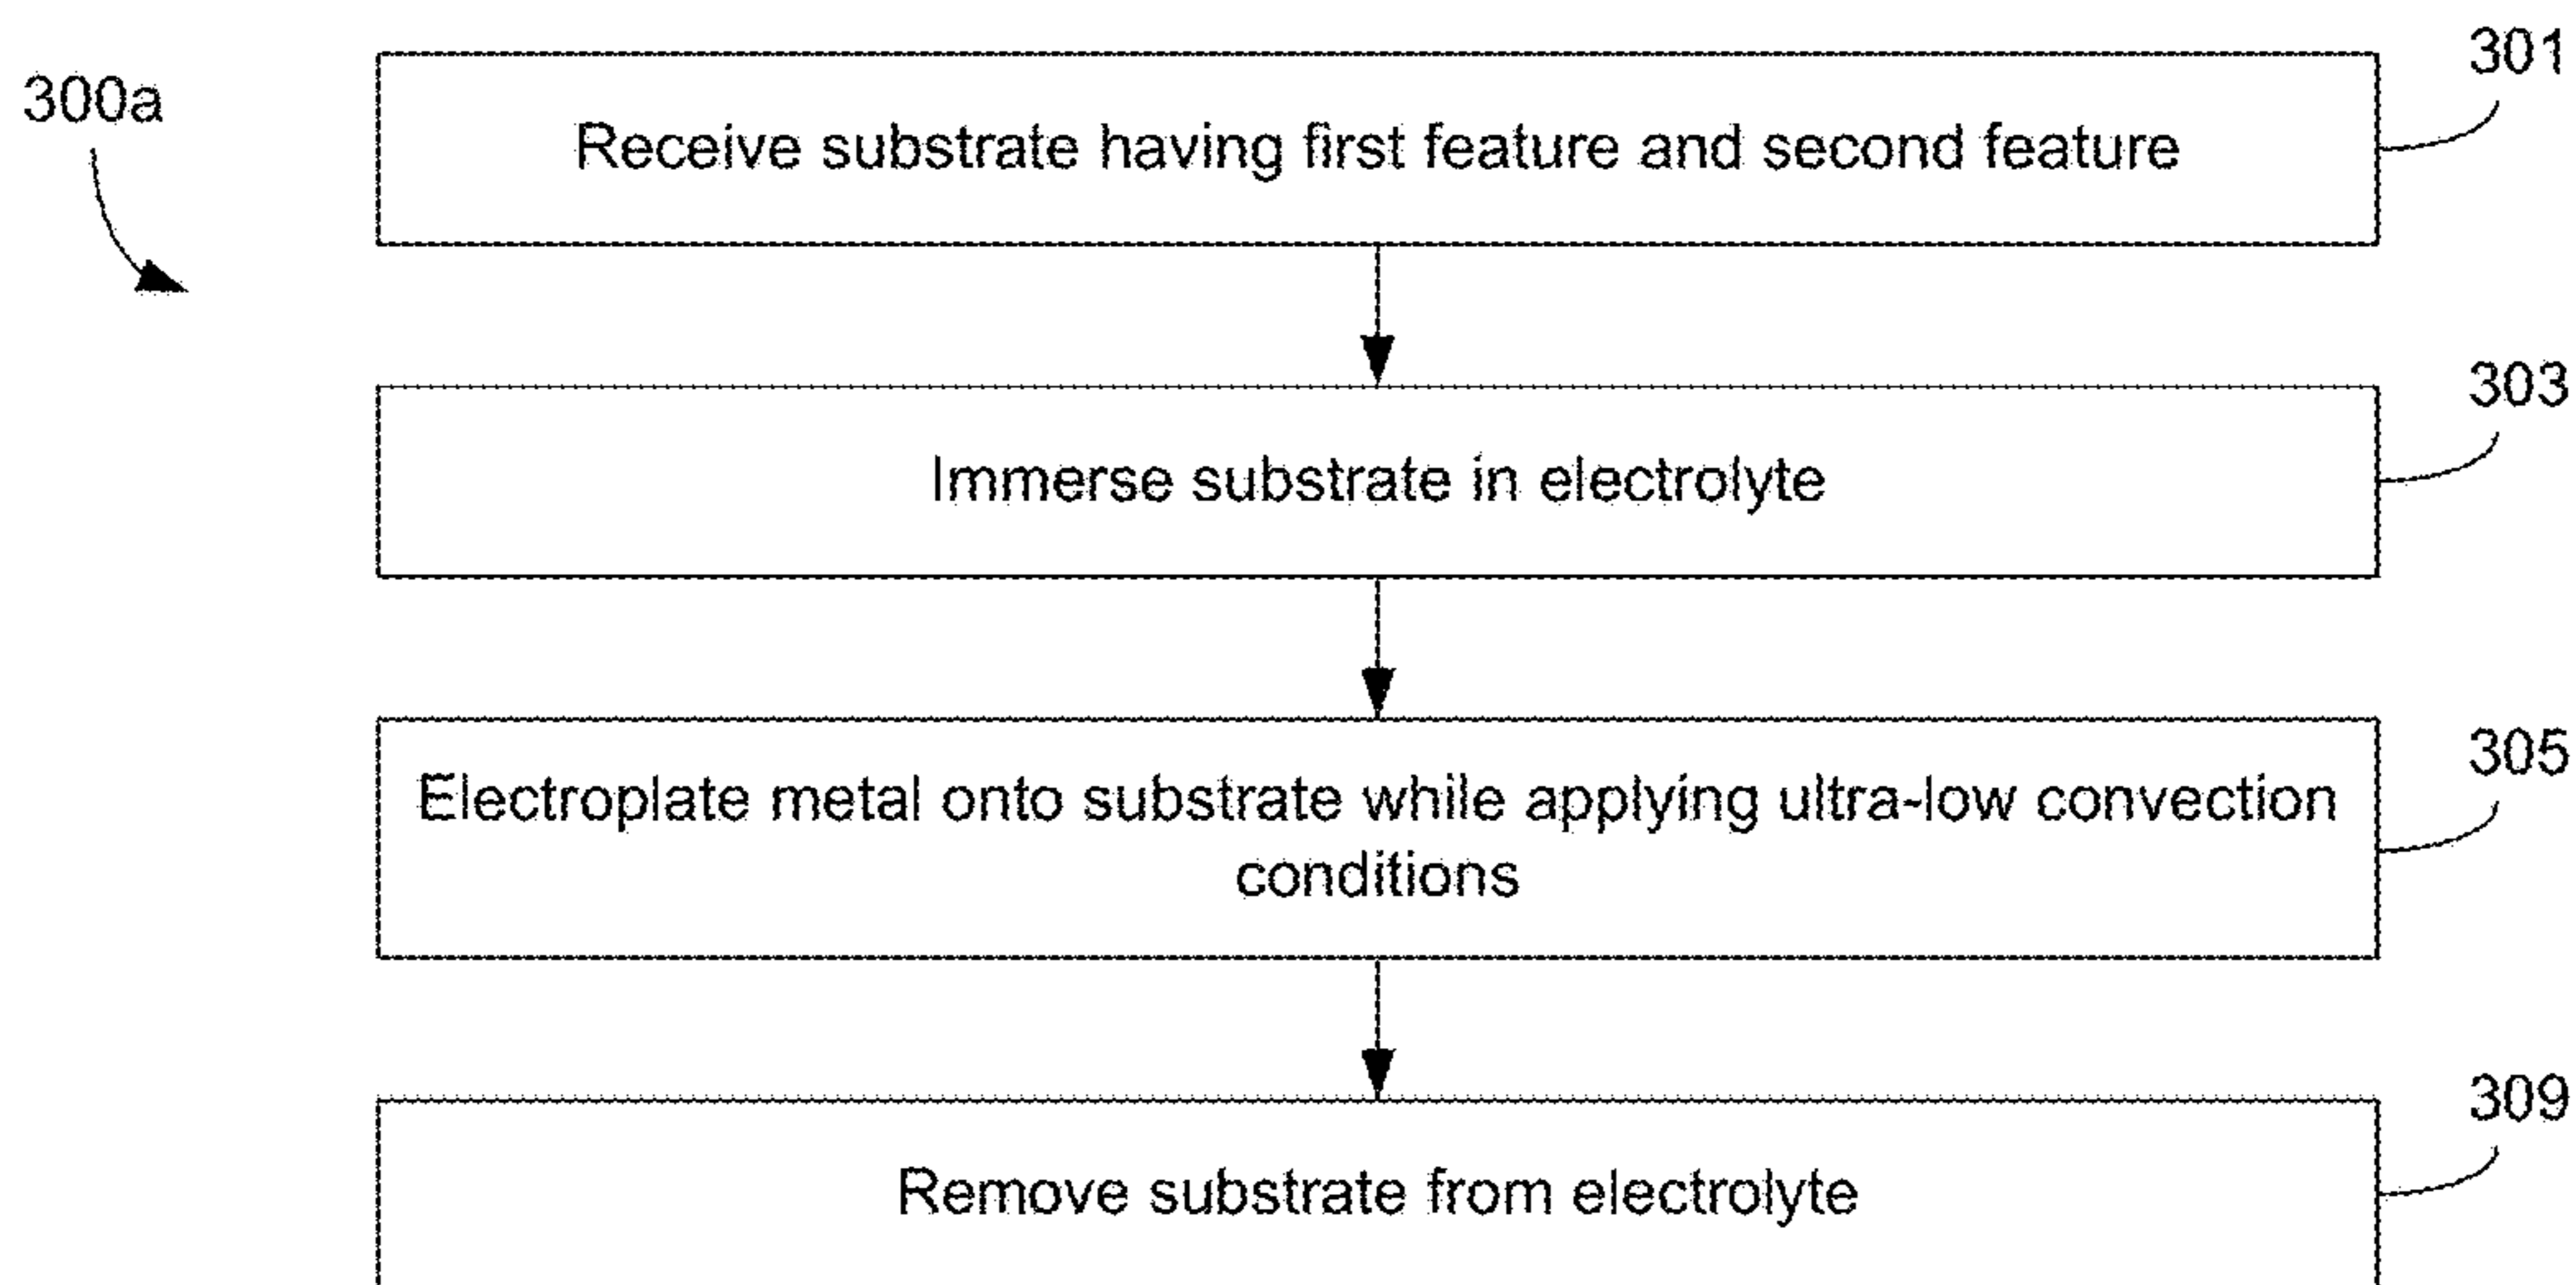 300a
301
Receive substrate having first feature and second feature
303
Immerse substrate in electrolyte
305
Electroplate metal onto substrate while applying ultra-low convection
conditions
309
Remove substrate from electrolyte